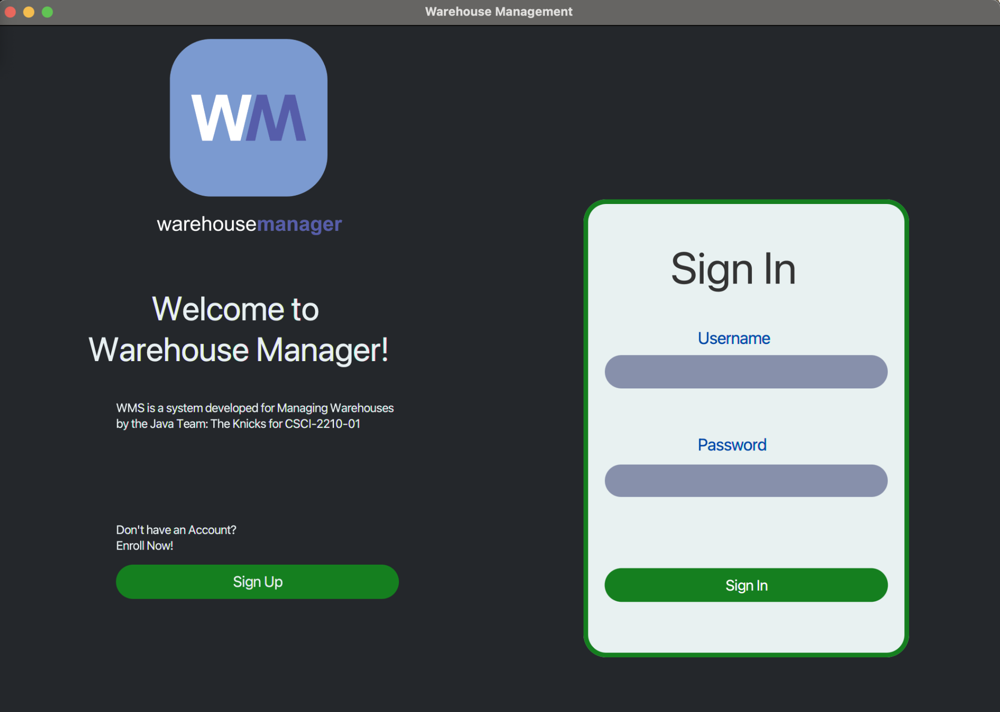 Warehouse Management
WM
warehousemanager
Welcome to
Warehouse Manager!
WMS is a system developed for Managing Warehouses
by the Java Team: The Knicks for CSCI-2210-01
Don't have an Account?
Enroll Now!
Sign Up
Sign In
Username
Password
Sign In